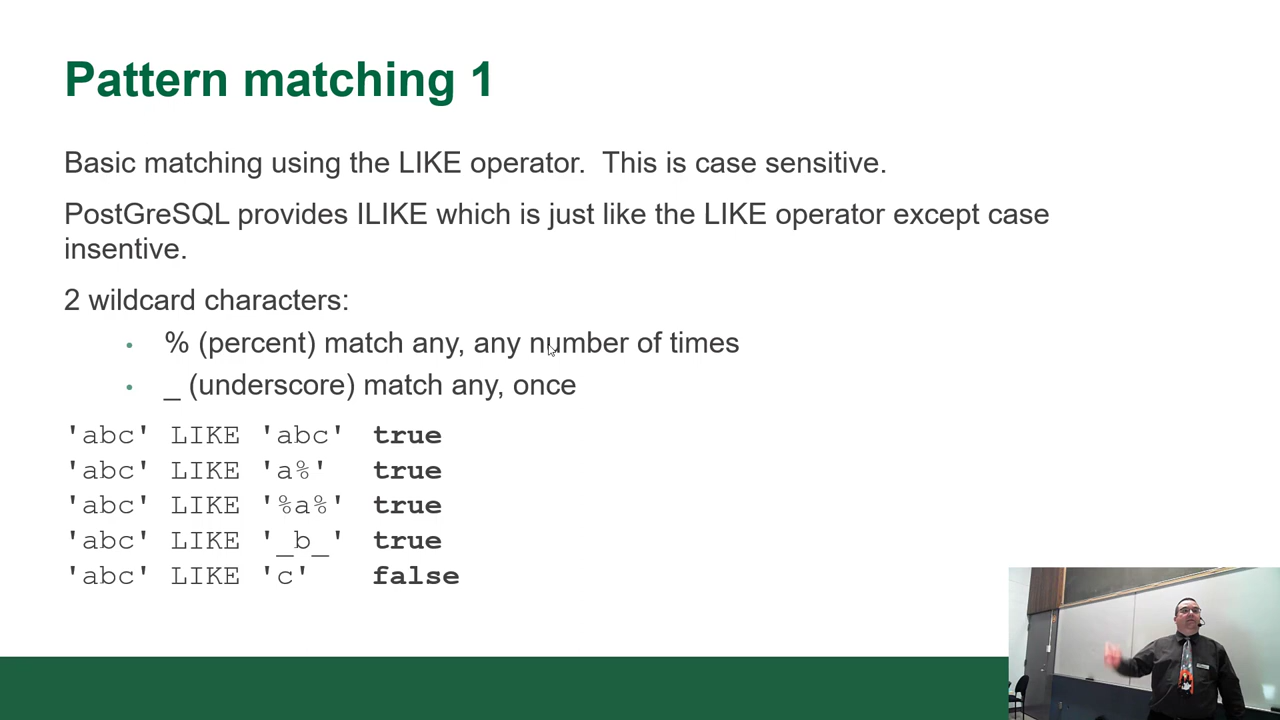 Pattern matching 1
Basic matching using the LIKE operator.  This is case sensitive.
PostGreSQL provides ILIKE which is just like the LIKE operator except case
insentive.
2 wildcard characters:
• % (percent) match any, any number of times
• _ (underscore) match any, once
'abc' LIKE 'abc'  true
'abc' LIKE 'a%'   true
'abc' LIKE '%a%'  true
'abc' LIKE '_b_'  true
'abc' LIKE 'c'    false